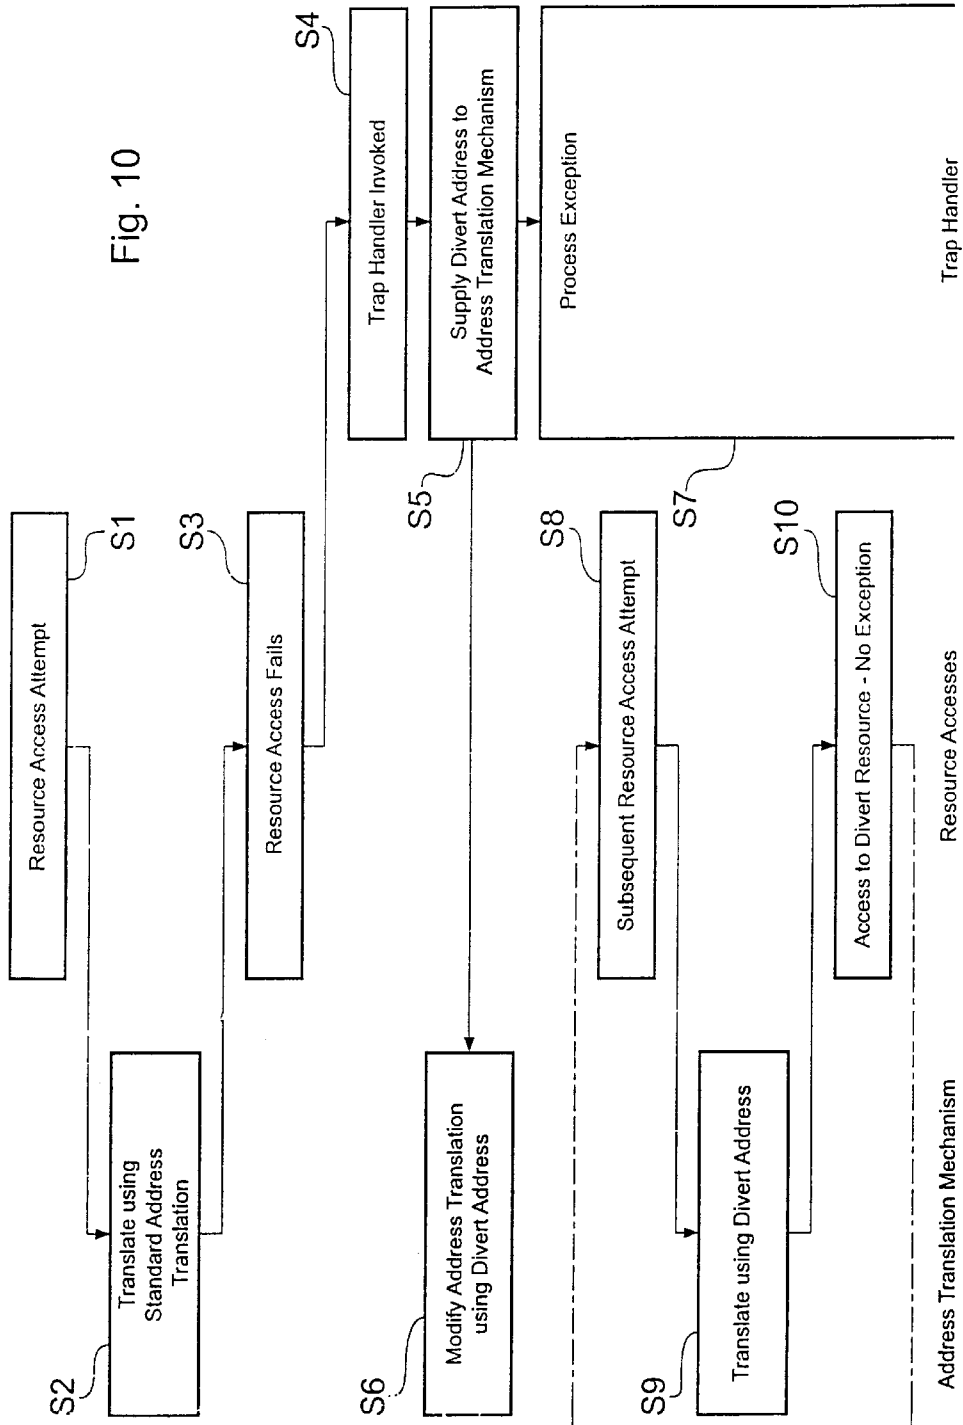 Fig. 10
Resource Access Attempt
S1
Translate using
Standard Address
Translation
S2
Resource Access Fails
S3
Trap Handler Invoked
S4
Supply Divert Address to
Address Translation Mechanism
S5
Modify Address Translation
using Divert Address
S6
Process Exception
S7
Subsequent Resource Access Attempt
S8
Translate using Divert Address
S9
Access to Divert Resource - No Exception
S10
Address Translation Mechanism
Resource Accesses
Trap Handler